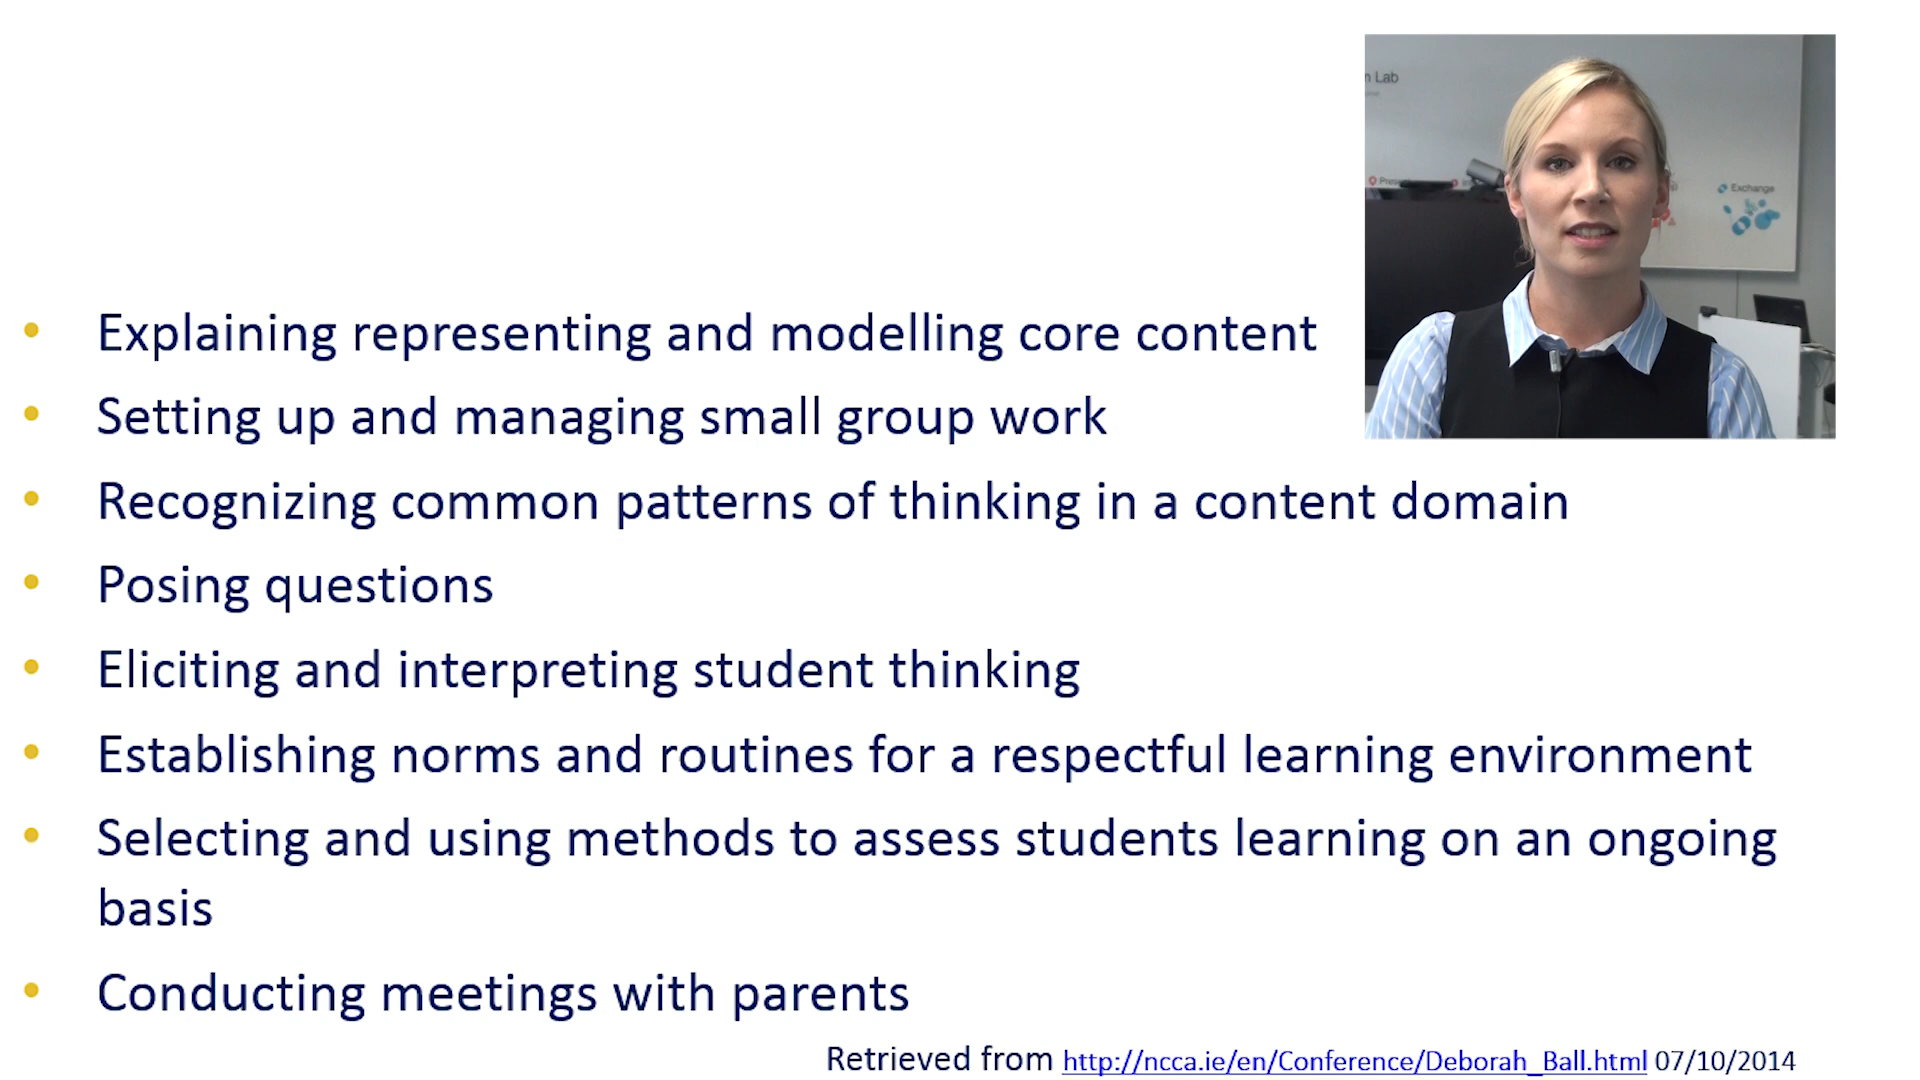 n Lab
Exchange
• Explaining representing and modelling core content
• Setting up and managing small group work
• Recognizing common patterns of thinking in a content domain
• Posing questions
• Eliciting and interpreting student thinking
• Establishing norms and routines for a respectful learning environment
• Selecting and using methods to assess students learning on an ongoing
basis
• Conducting meetings with parents
Retrieved from http://ncca.ie/en/Conference/Deborah_Ball.html 07/10/2014